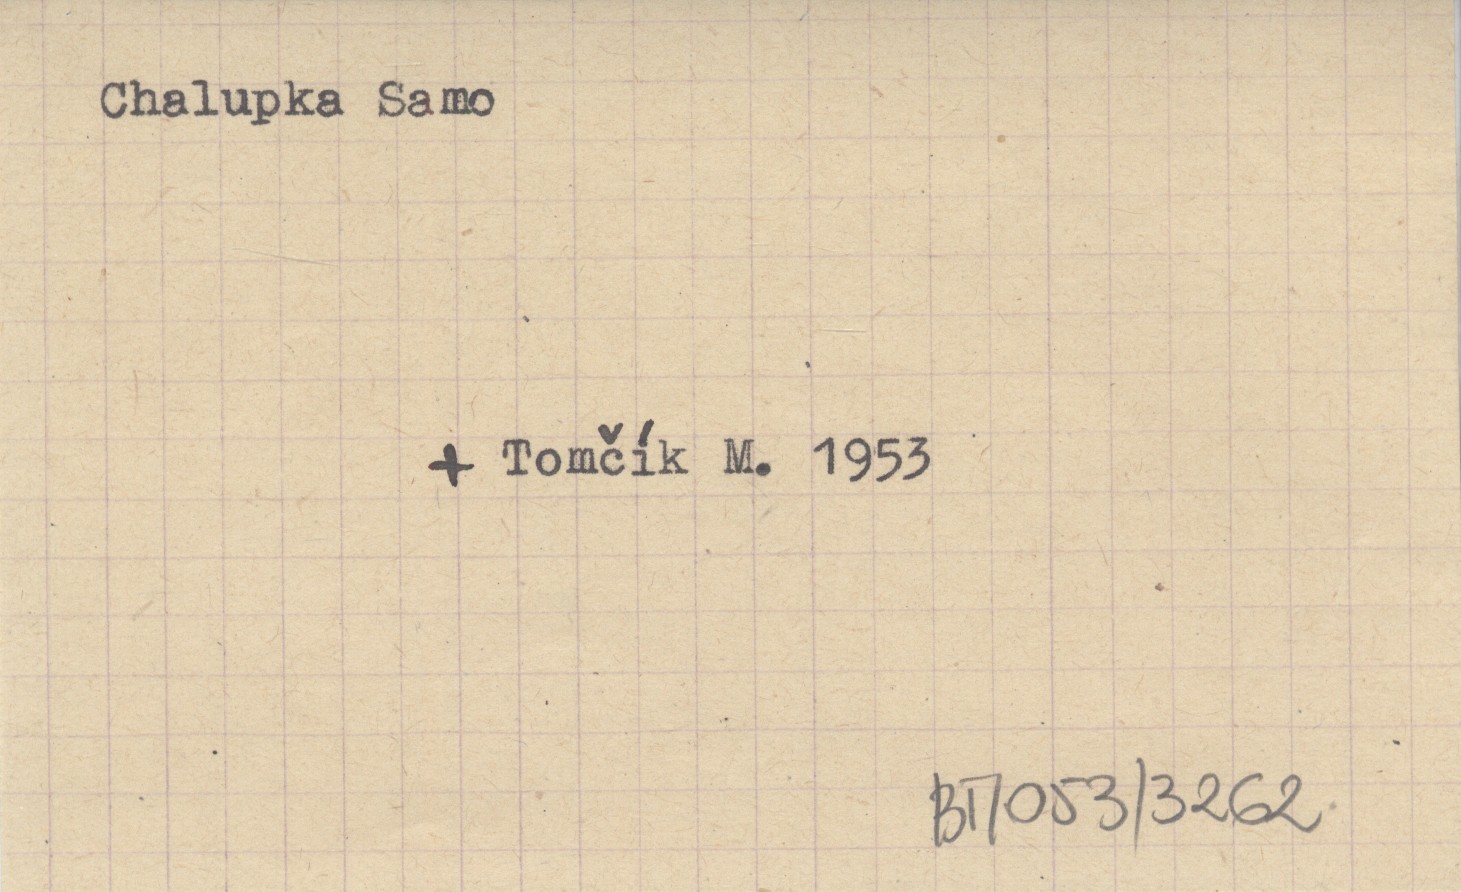 Chalupka Samo
+ Tomčík M. 1953
BT/053/3262